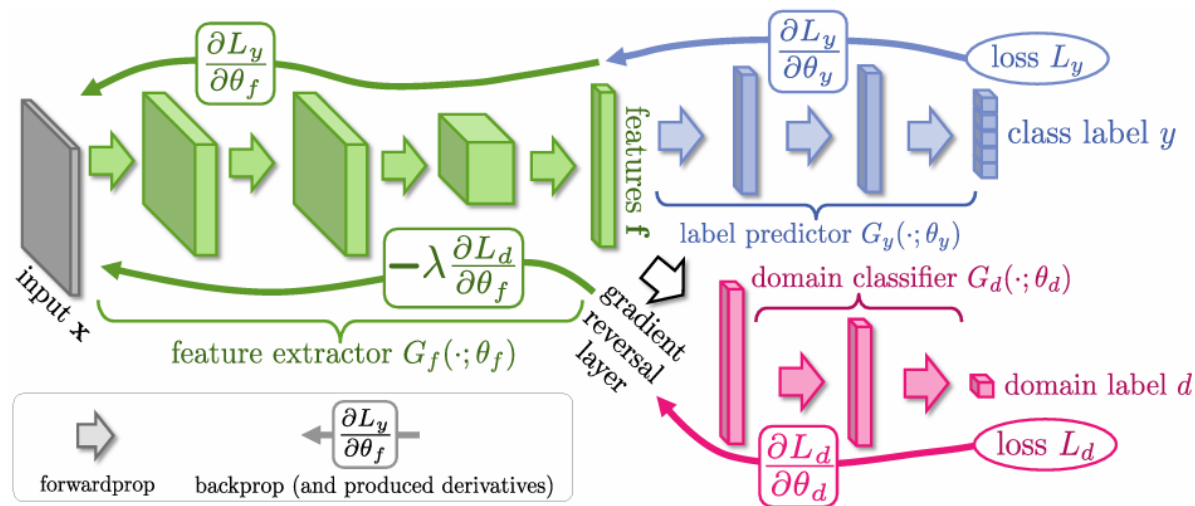 ∂L_y/∂θ_f
∂L_y/∂θ_y
loss L_y
features f
class label y
label predictor G_y(·;θ_y)
input x
−λ ∂L_d/∂θ_f
feature extractor G_f(·;θ_f)
gradient
reversal
layer
domain classifier G_d(·;θ_d)
domain label d
∂L_d/∂θ_d
loss L_d
∂L_y/∂θ_f
forwardprop
backprop (and produced derivatives)